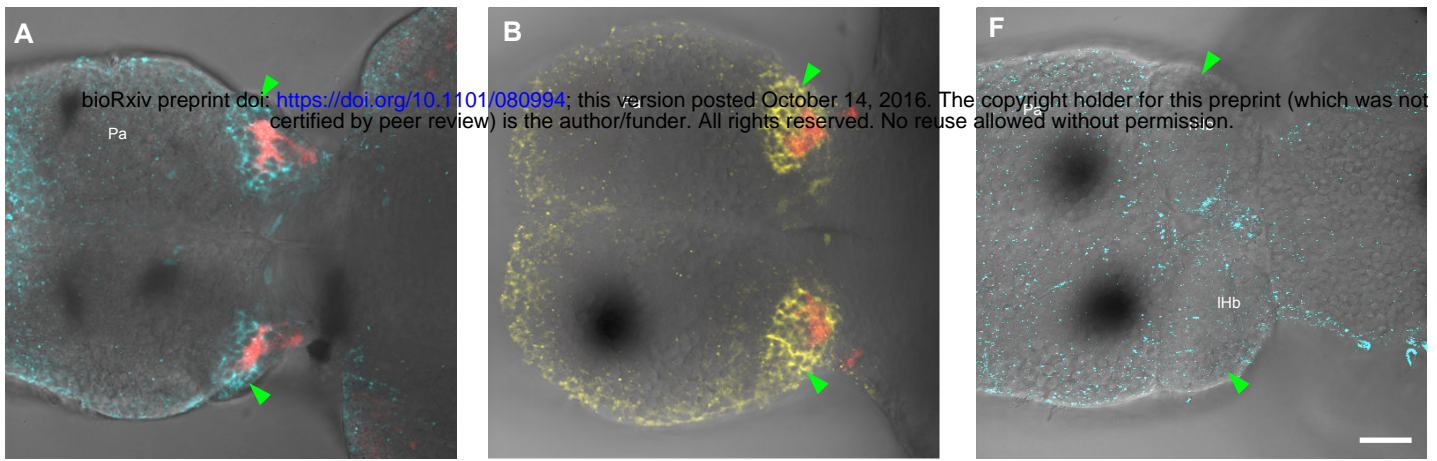 A
B
F
bioRxiv preprint doi: https://doi.org/10.1101/080994; this version posted October 14, 2016. The copyright holder for this preprint (which was not
certified by peer review) is the author/funder. All rights reserved. No reuse allowed without permission.
Pa
Pa
Pa
lHb